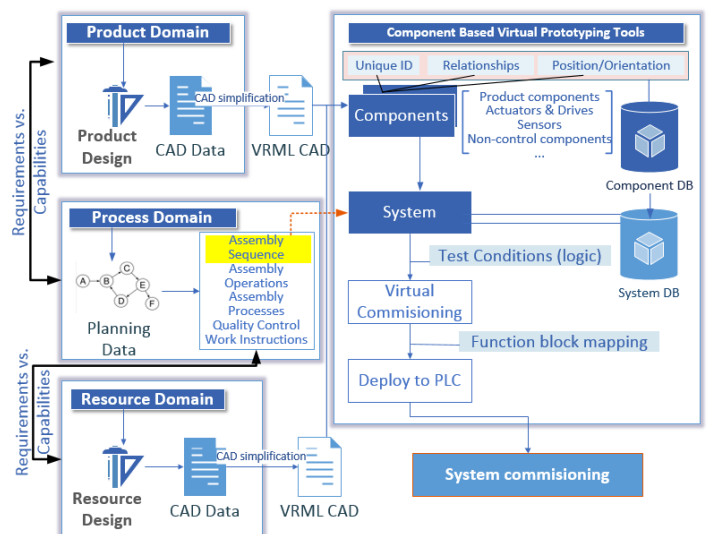 Product Domain
Product
Design
CAD Data
CAD simplification
VRML CAD
Requirements vs.
Capabilities
Process Domain
A
B
C
D
E
F
Planning
Data
Assembly
Sequence
Assembly
Operations
Assembly
Processes
Quality Control
Work Instructions
Requirements vs.
Capabilities
Resource Domain
Resource
Design
CAD Data
CAD simplification
VRML CAD
Component Based Virtual Prototyping Tools
Unique ID
Relationships
Position/Orientation
Components
Product components
Actuators & Drives
Sensors
Non-control components
...
Component DB
System
System DB
Test Conditions (logic)
Virtual
Commisioning
Function block mapping
Deploy to PLC
System commisioning